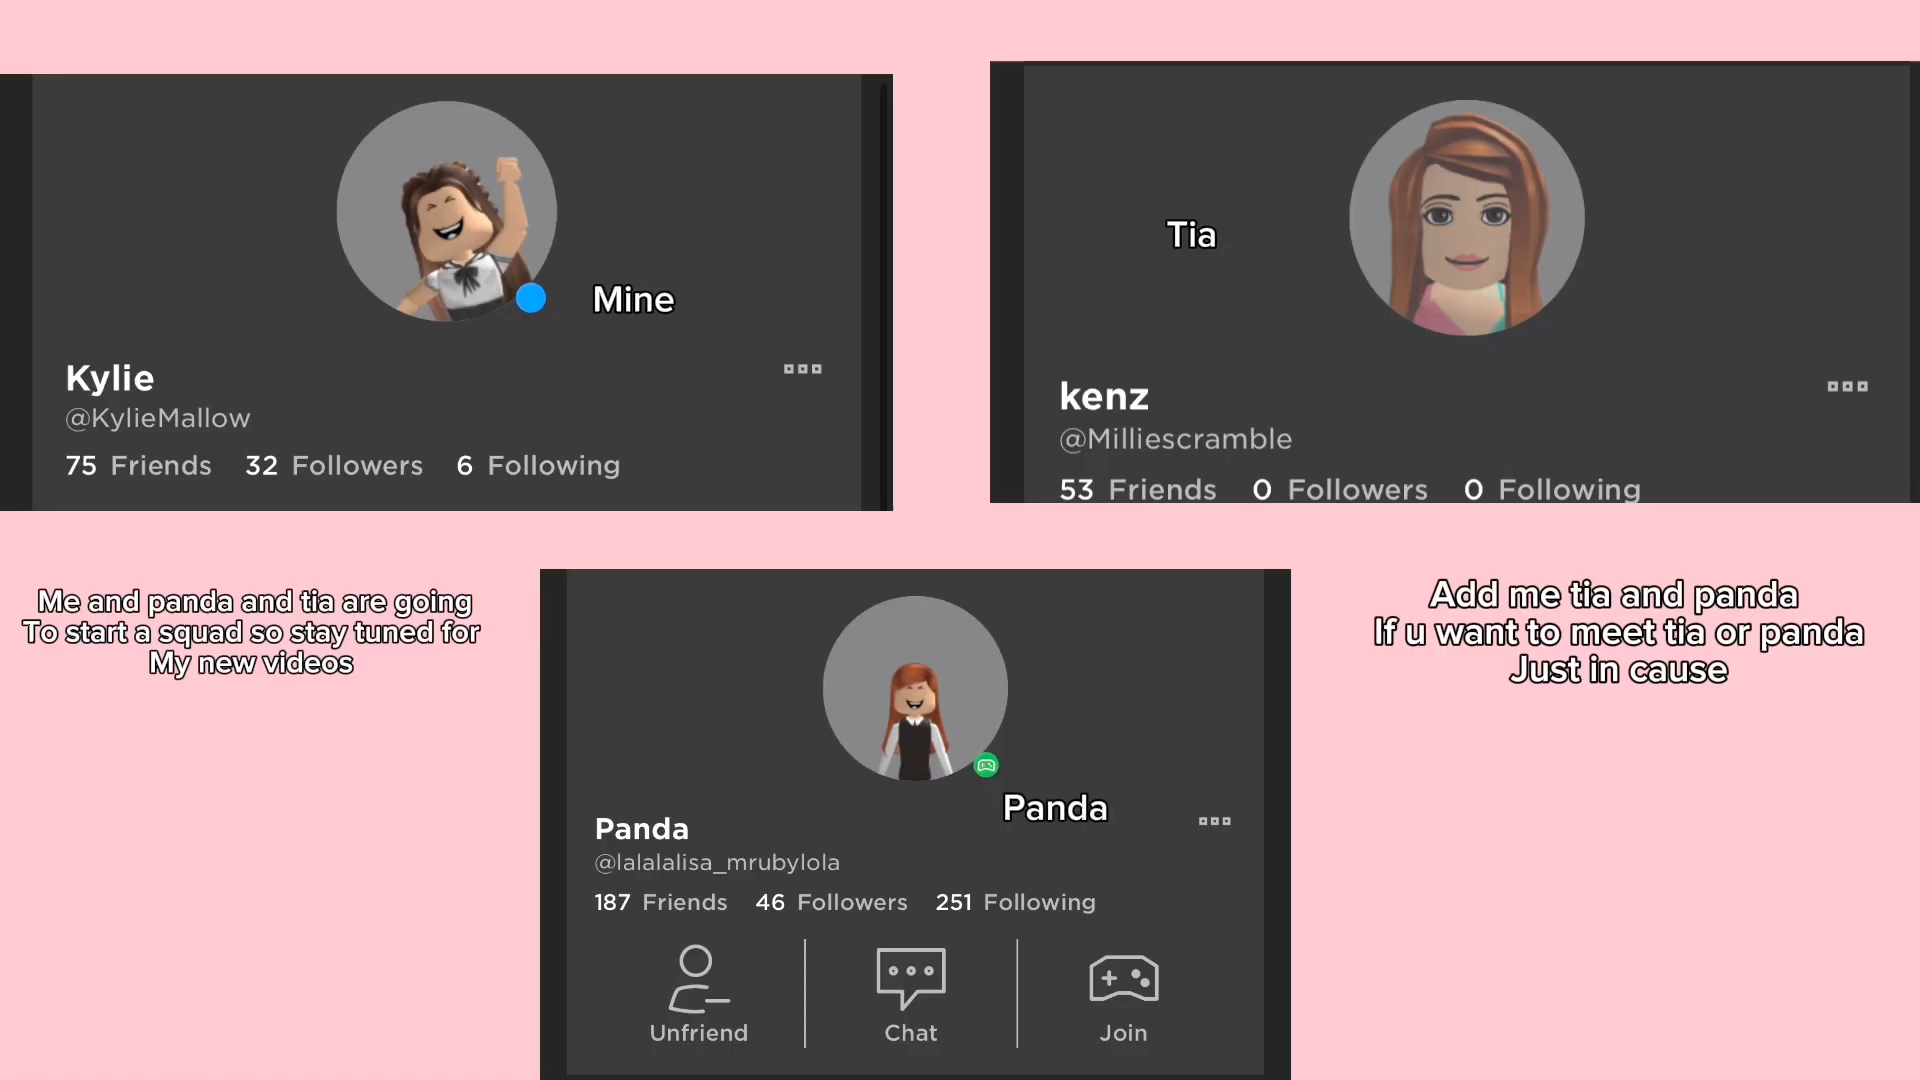 Mine
Kylie
@KylieMallow
75 Friends 32 Followers 6 Following
Tia
kenz
@Milliescramble
53 Friends 0 Followers 0 Following
Me and panda and tia are going
To start a squad so stay tuned for
My new videos
Panda
Panda
@lalalalisa_mrubylola
187 Friends 46 Followers 251 Following
Unfriend Chat Join
Add me tia and panda
If u want to meet tia or panda
Just in cause